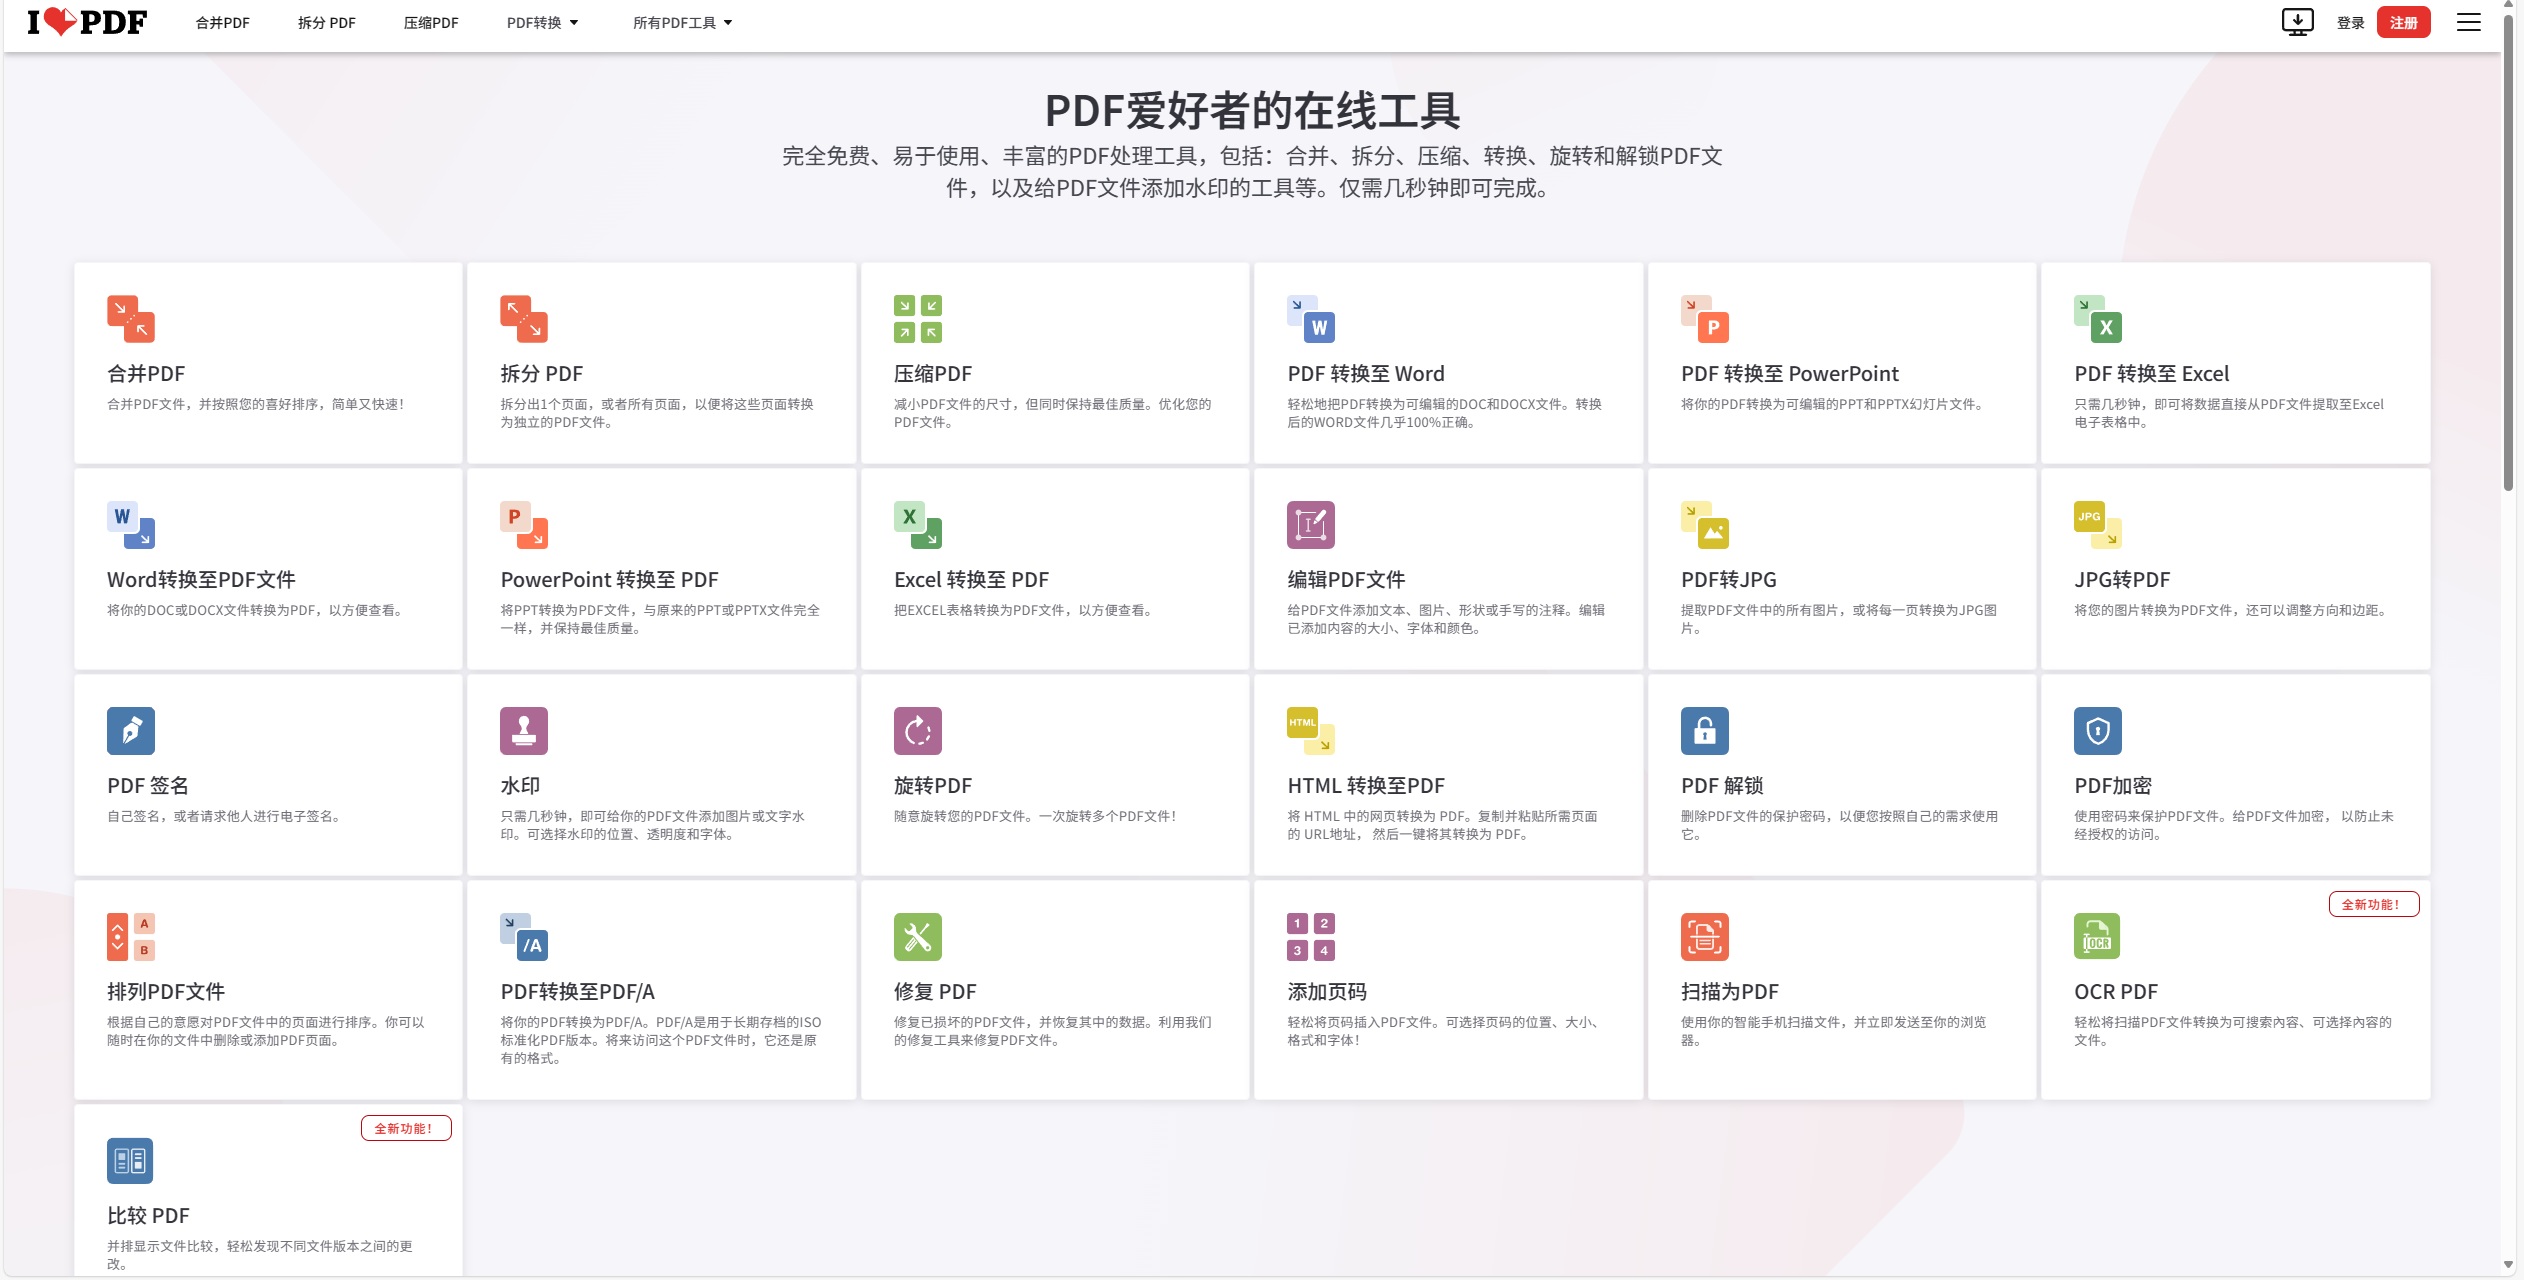 I PDF
合并PDF
拆分 PDF
压缩PDF
PDF转换
所有PDF工具
登录
注册
PDF爱好者的在线工具
完全免费、易于使用、丰富的PDF处理工具，包括：合并、拆分、压缩、转换、旋转和解锁PDF文
件，以及给PDF文件添加水印的工具等。仅需几秒钟即可完成。
合并PDF
合并PDF文件，并按照您的喜好排序，简单又快速！
拆分 PDF
拆分出1个页面，或者所有页面，以便将这些页面转换
为独立的PDF文件。
压缩PDF
减小PDF文件的尺寸，但同时保持最佳质量。优化您的
PDF文件。
W
PDF 转换至 Word
轻松地把PDF转换为可编辑的DOC和DOCX文件。转换
后的WORD文件几乎100%正确。
P
PDF 转换至 PowerPoint
将你的PDF转换为可编辑的PPT和PPTX幻灯片文件。
X
PDF 转换至 Excel
只需几秒钟，即可将数据直接从PDF文件提取至Excel
电子表格中。
W
Word转换至PDF文件
将你的DOC或DOCX文件转换为PDF，以方便查看。
P
PowerPoint 转换至 PDF
将PPT转换为PDF文件，与原来的PPT或PPTX文件完全
一样，并保持最佳质量。
X
Excel 转换至 PDF
把EXCEL表格转换为PDF文件，以方便查看。
编辑PDF文件
给PDF文件添加文本、图片、形状或手写的注释。编辑
已添加内容的大小、字体和颜色。
PDF转JPG
提取PDF文件中的所有图片，或将每一页转换为JPG图
片。
JPG
JPG转PDF
将您的图片转换为PDF文件，还可以调整方向和边距。
PDF 签名
自己签名，或者请求他人进行电子签名。
水印
只需几秒钟，即可给你的PDF文件添加图片或文字水
印。可选择水印的位置、透明度和字体。
旋转PDF
随意旋转您的PDF文件。一次旋转多个PDF文件！
HTML
HTML 转换至PDF
将 HTML 中的网页转换为 PDF。复制并粘贴所需页面
的 URL地址， 然后一键将其转换为 PDF。
PDF 解锁
删除PDF文件的保护密码，以便您按照自己的需求使用
它。
PDF加密
使用密码来保护PDF文件。给PDF文件加密， 以防止未
经授权的访问。
A
B
排列PDF文件
根据自己的意愿对PDF文件中的页面进行排序。你可以
随时在你的文件中删除或添加PDF页面。
/A
PDF转换至PDF/A
将你的PDF转换为PDF/A。PDF/A是用于长期存档的ISO
标准化PDF版本。将来访问这个PDF文件时，它还是原
有的格式。
修复 PDF
修复已损坏的PDF文件，并恢复其中的数据。利用我们
的修复工具来修复PDF文件。
1 2
3 4
添加页码
轻松将页码插入PDF文件。可选择页码的位置、大小、
格式和字体！
扫描为PDF
使用你的智能手机扫描文件，并立即发送至你的浏览
器。
全新功能！
OCR
OCR PDF
轻松将扫描PDF文件转换为可搜索内容、可选择內容的
文件。
全新功能！
比较 PDF
并排显示文件比较，轻松发现不同文件版本之间的更
改。